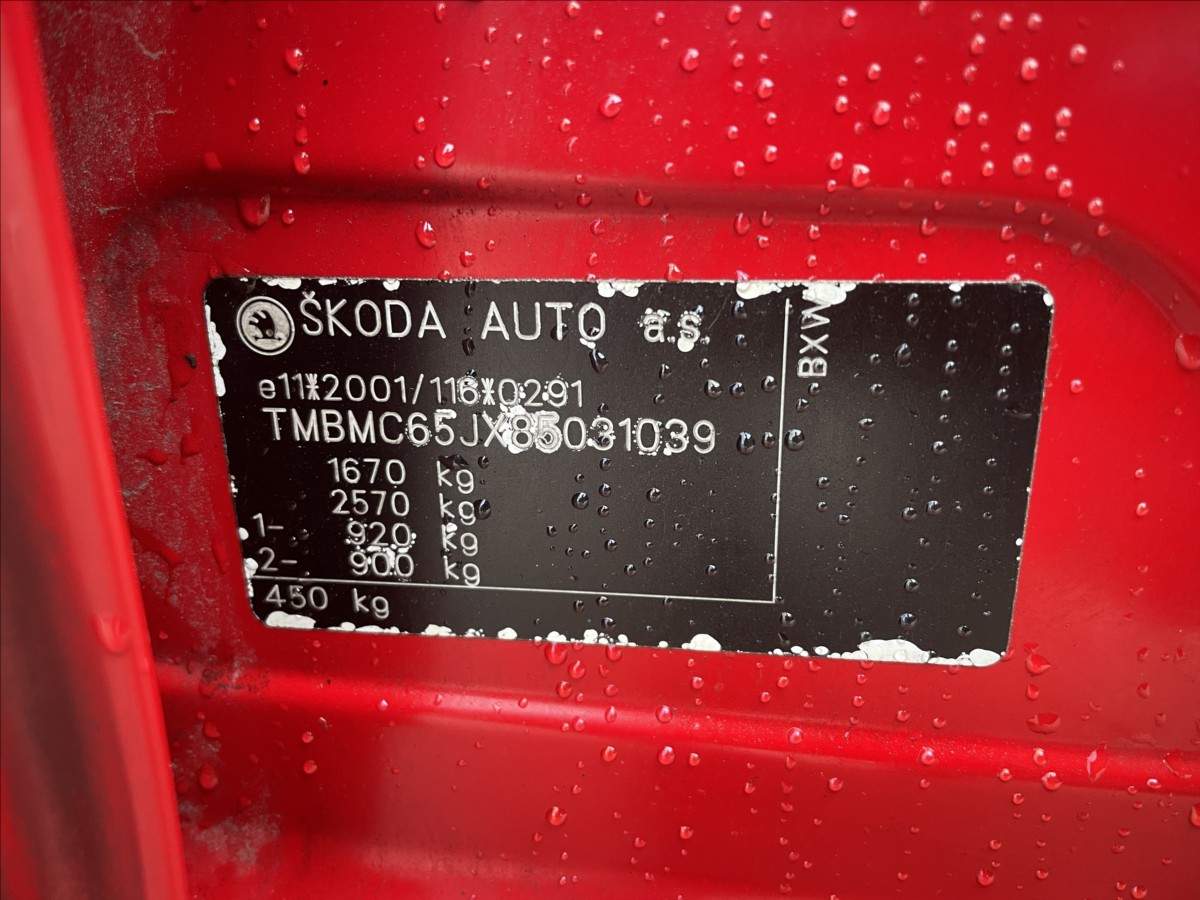 ŠKODA AUTO a.s.
e11*2001/116*0291
TMBMC65JX85031039
1670 kg
2570 kg
1- 920 kg
2- 900 kg
450 kg
BXW